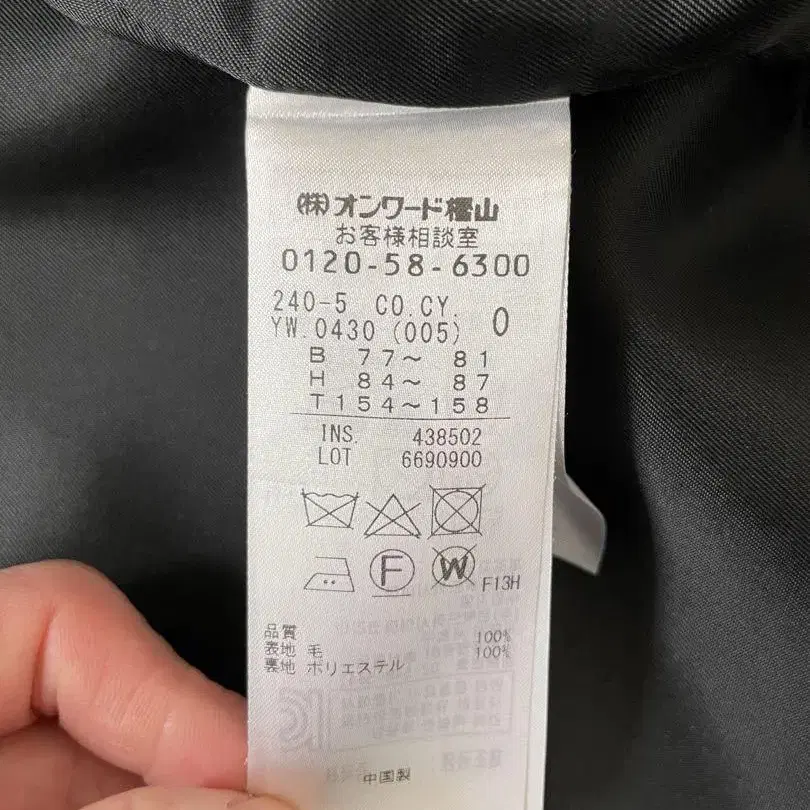 (株)オンワード樫山
お客様相談室
0120-58-6300
240-5 CO.CY.
YW.0430 (005) 0
B 77～ 81
H 84～ 87
T154～158
INS. 438502
LOT 6690900
F
W
F13H
品質
表地 毛 100%
裏地 ポリエステル 100%
中国製